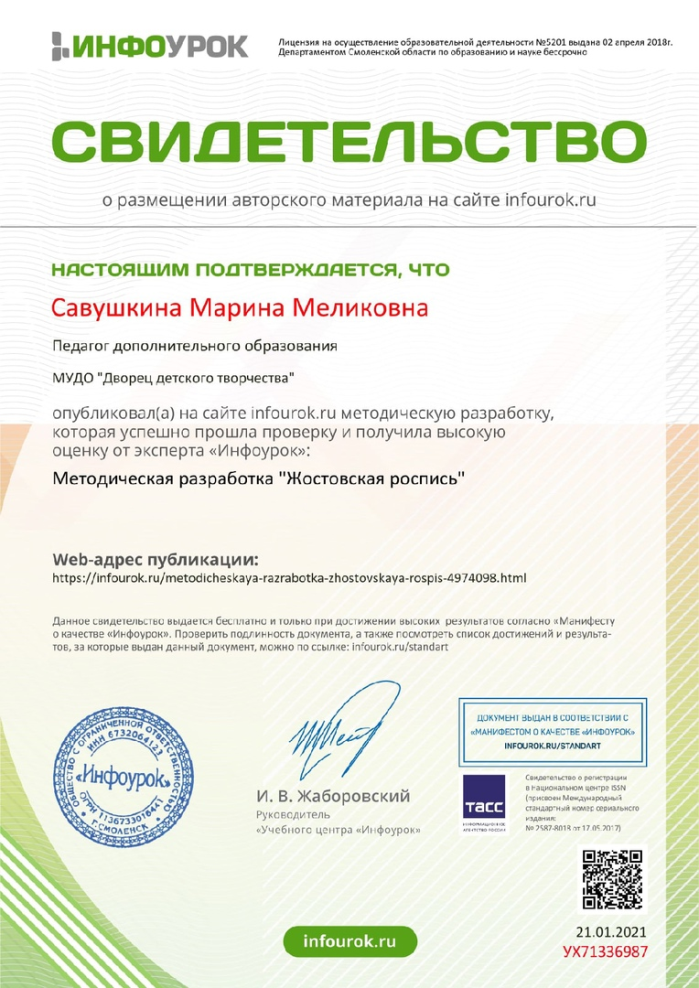 ИНФОУРОК
Лицензия на осуществление образовательной деятельности №5201 выдана 02 апреля 2018г.
Департаментом Смоленской области по образованию и науке бессрочно
СВИДЕТЕЛЬСТВО
о размещении авторского материала на сайте infourok.ru
НАСТОЯЩИМ ПОДТВЕРЖДАЕТСЯ, ЧТО
Савушкина Марина Меликовна
Педагог дополнительного образования
МУДО "Дворец детского творчества"
опубликовал(а) на сайте infourok.ru методическую разработку,
которая успешно прошла проверку и получила высокую
оценку от эксперта «Инфоурок»:
Методическая разработка "Жостовская роспись"
Web-адрес публикации:
https://infourok.ru/metodicheskaya-razrabotka-zhostovskaya-rospis-4974098.html
Данное свидетельство выдается бесплатно и только при достижении высоких результатов согласно «Манифесту
о качестве «Инфоурок». Проверить подлинность документа, а также посмотреть список достижений и результа-
тов, за которые выдан данный документ, можно по ссылке: infourok.ru/standart
ОБЩЕСТВО С ОГРАНИЧЕННОЙ ОТВЕТСТВЕННОСТЬЮ
ИНН 6732064123
«Инфоурок»
ОГРН 1136733016441
Г.СМОЛЕНСК
И. В. Жаборовский
Руководитель
«Учебного центра «Инфоурок»
ДОКУМЕНТ ВЫДАН В СООТВЕТСТВИИ С
«МАНИФЕСТОМ О КАЧЕСТВЕ «ИНФОУРОК»
INFOUROK.RU/STANDART
ТАСС
ИНФОРМАЦИОННОЕ
АГЕНТСТВО РОССИИ
Свидетельство о регистрации
в Национальном центре ISSN
(присвоен Международный
стандартный номер сериального
издания:
№ 2587-8018 от 17.05.2017)
infourok.ru
21.01.2021
УХ71336987